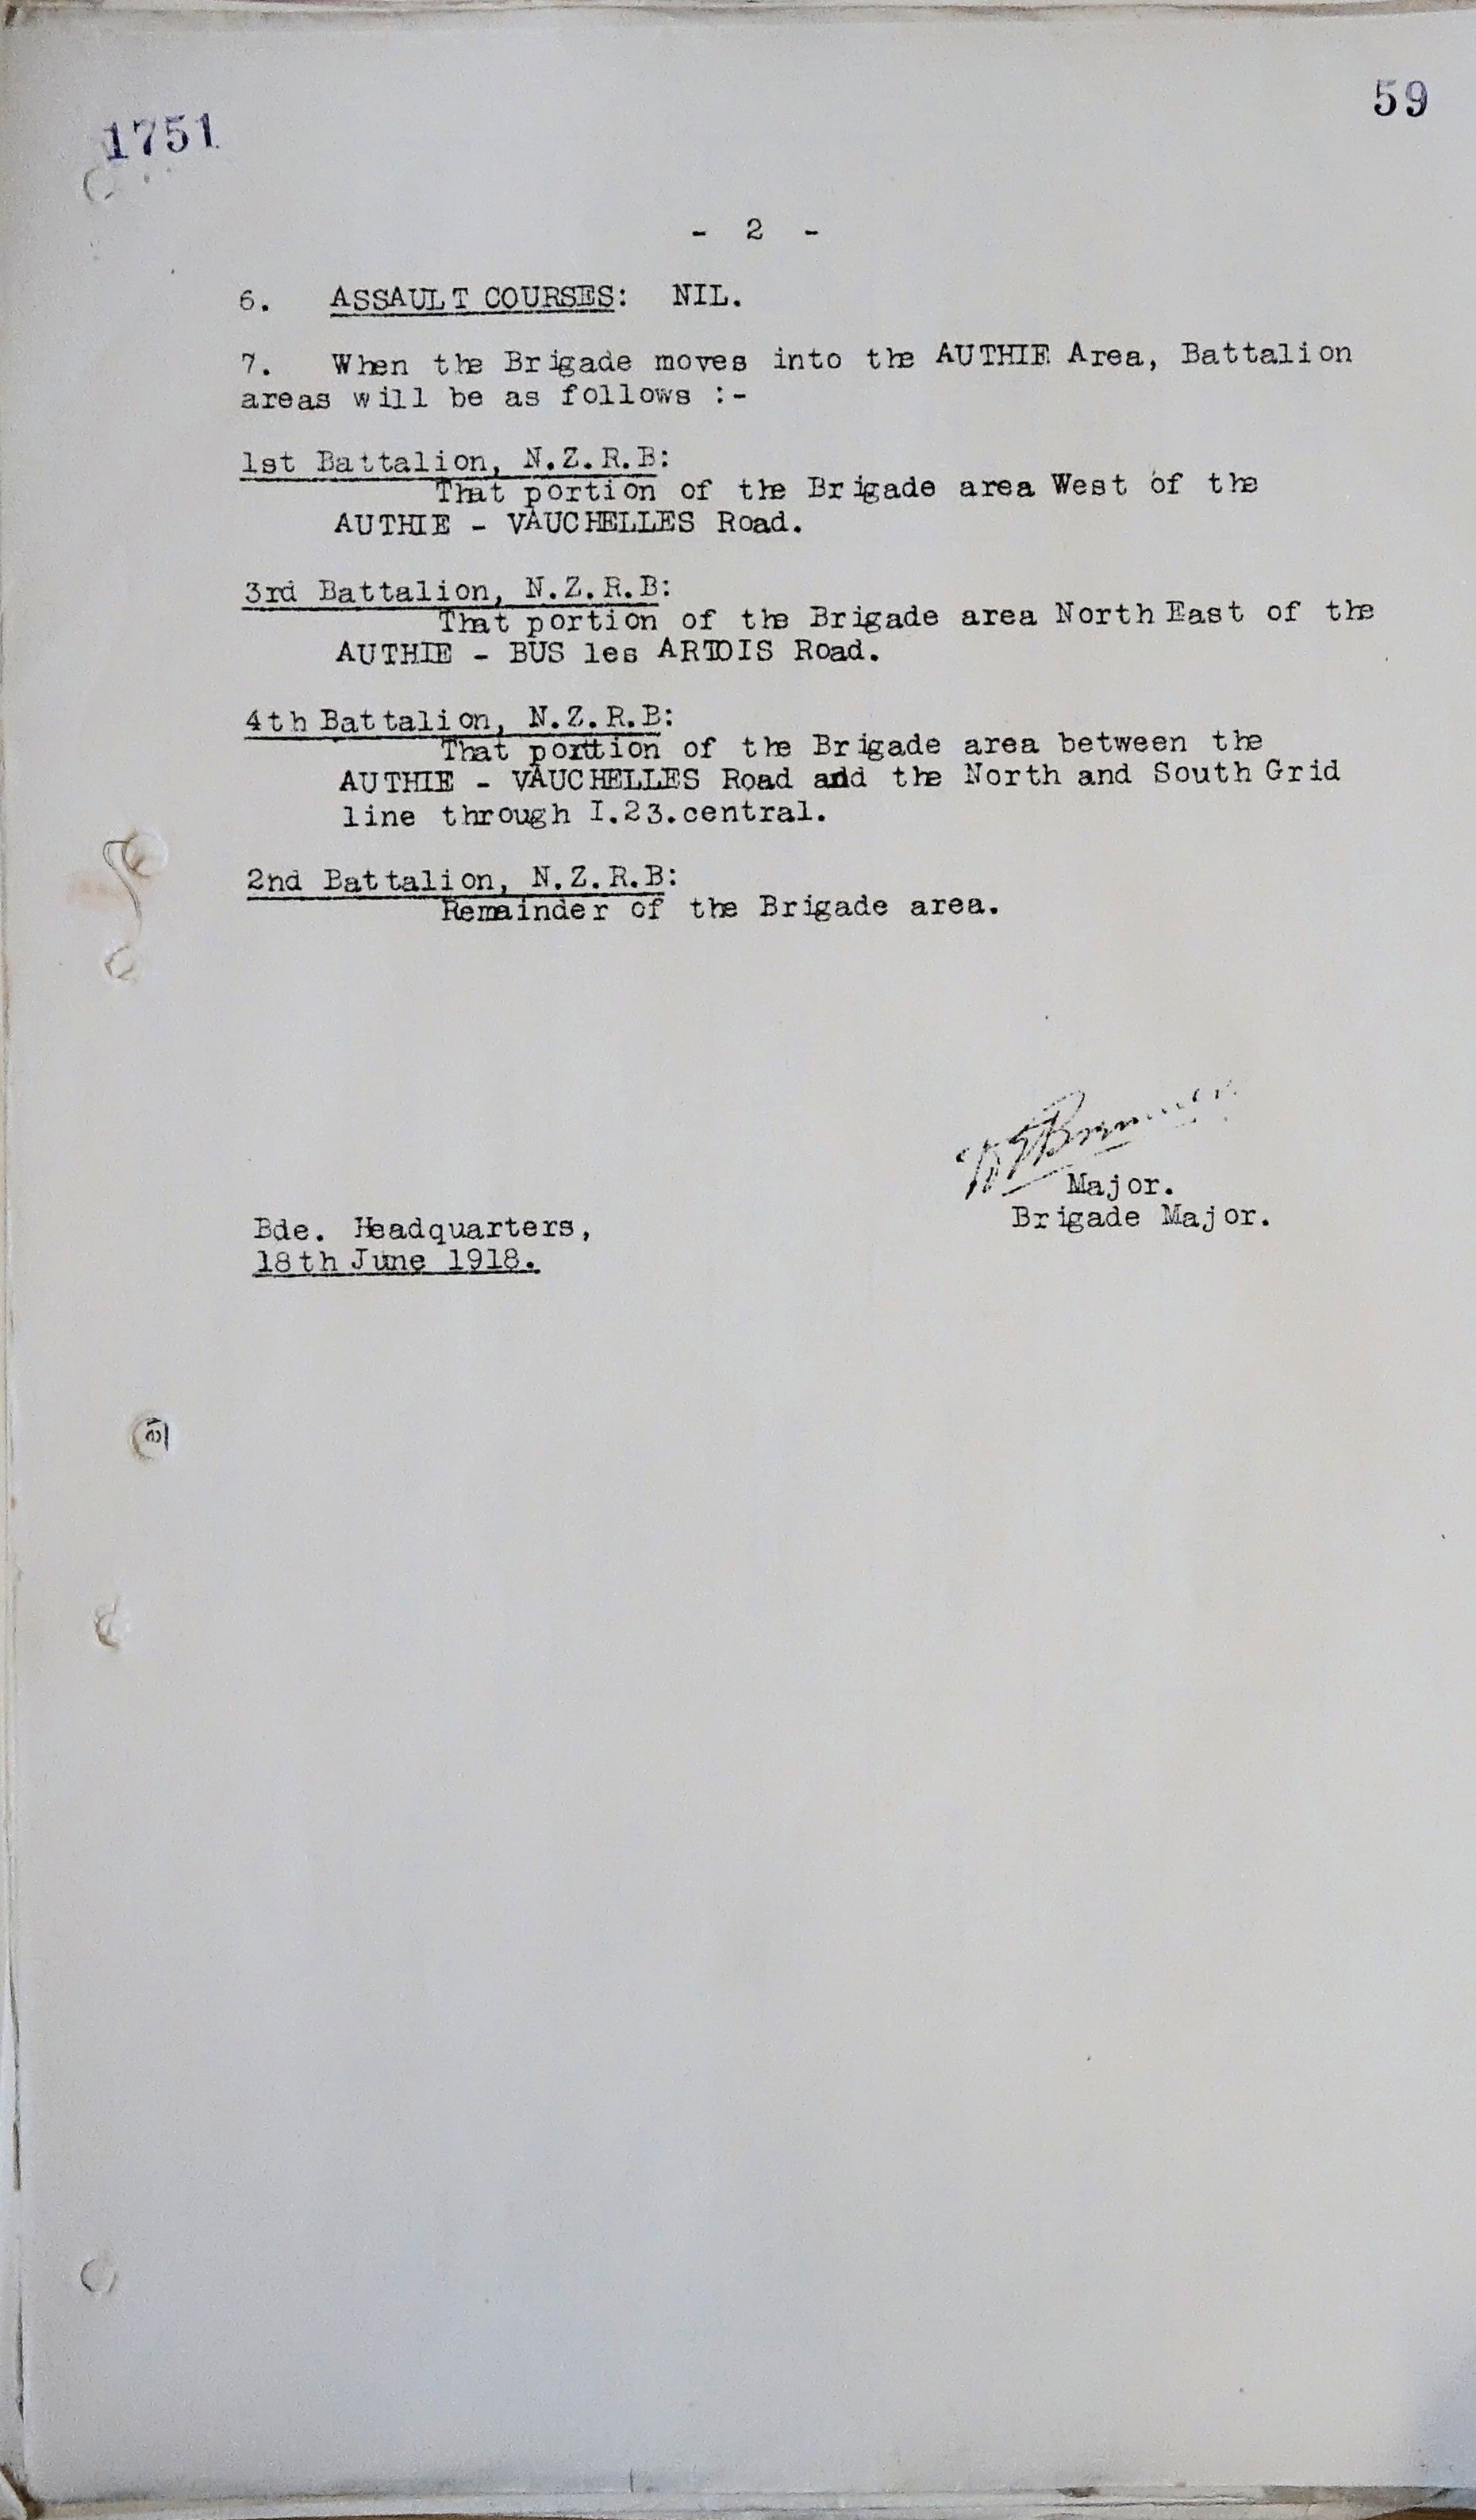 1751
59
- 2 -
6. ASSAULT COURSES: NIL.
7. When the Brigade moves into the AUTHIE Area, Battalion
areas will be as follows :-
1st Battalion, N.Z.R.B:
That portion of the Brigade area West of the
AUTHIE - VAUCHELLES Road.
3rd Battalion, N.Z.R.B:
That portion of the Brigade area North East of the
AUTHIE - BUS les ARTOIS Road.
4th Battalion, N.Z.R.B:
That portion of the Brigade area between the
AUTHIE - VAUCHELLES Road and the North and South Grid
line through I.23.central.
2nd Battalion, N.Z.R.B:
Remainder of the Brigade area.
Major.
Brigade Major.
Bde. Headquarters,
18th June 1918.